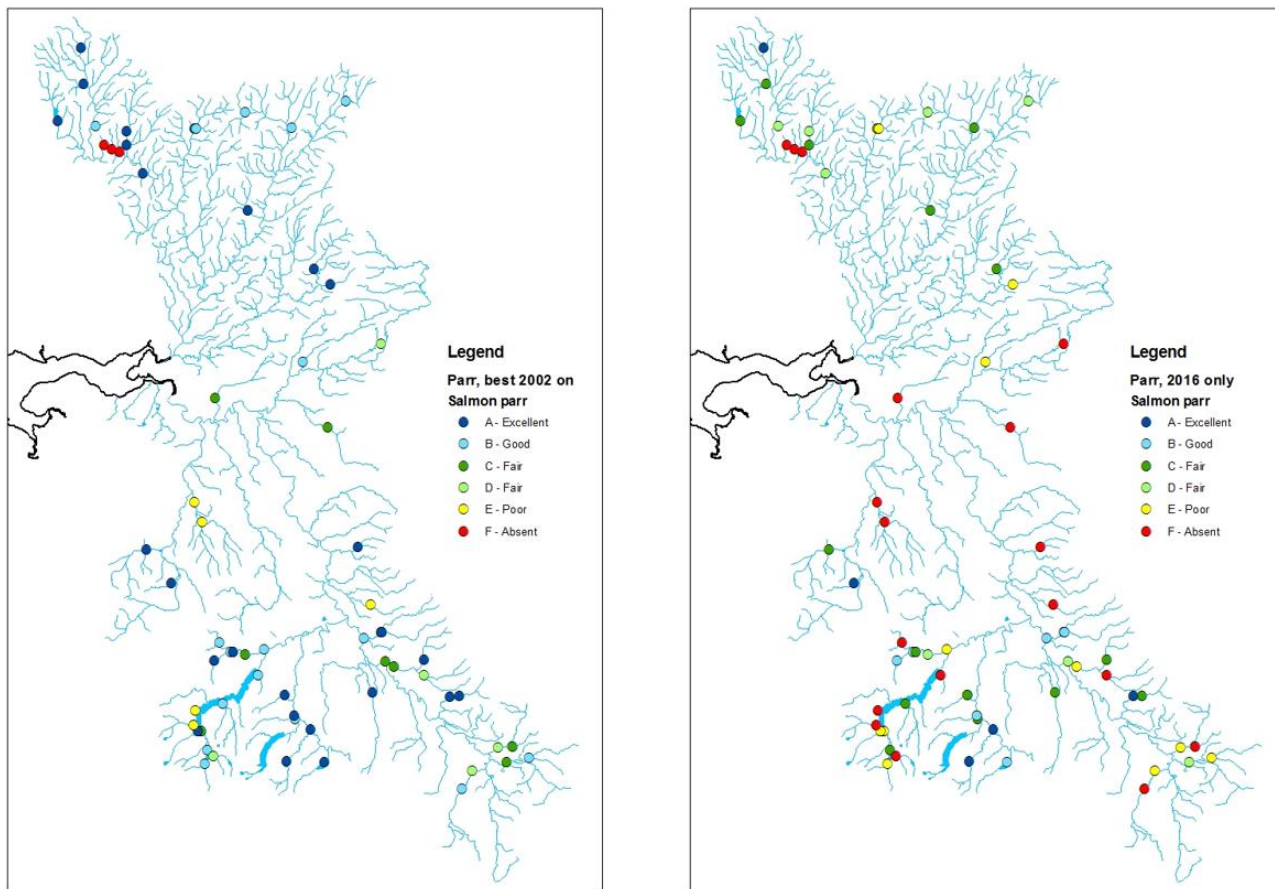 Legend
Parr, best 2002 on
Salmon parr
A - Excellent
B - Good
C - Fair
D - Fair
E - Poor
F - Absent
Legend
Parr, 2016 only
Salmon parr
A - Excellent
B - Good
C - Fair
D - Fair
E - Poor
F - Absent